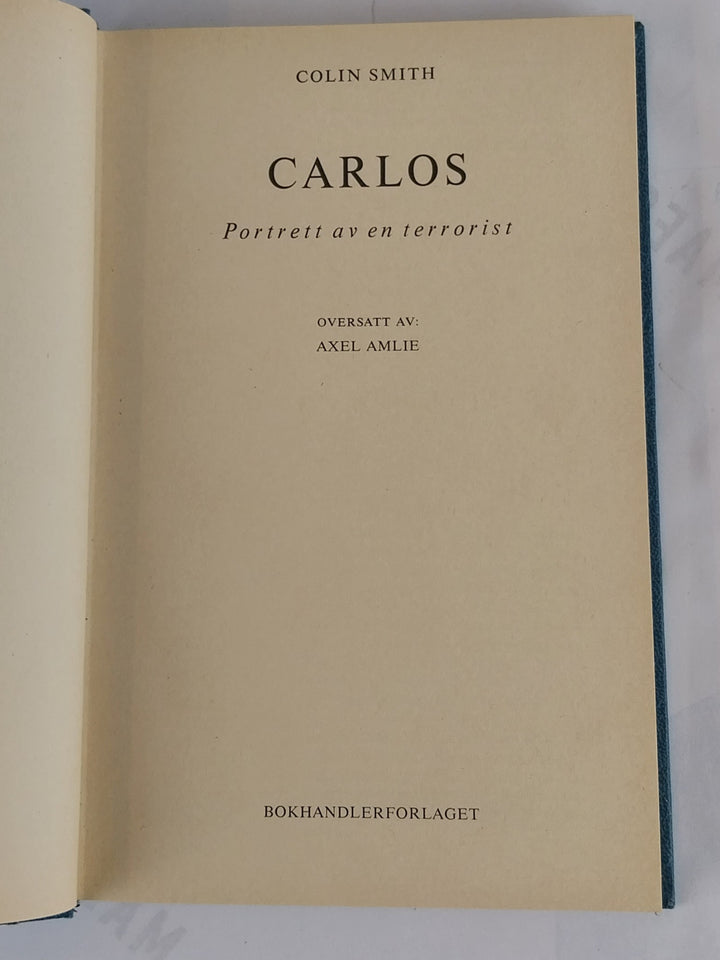 COLIN SMITH
CARLOS
Portrett av en terrorist
OVERSATT AV:
AXEL AMLIE
BOKHANDLERFORLAGET